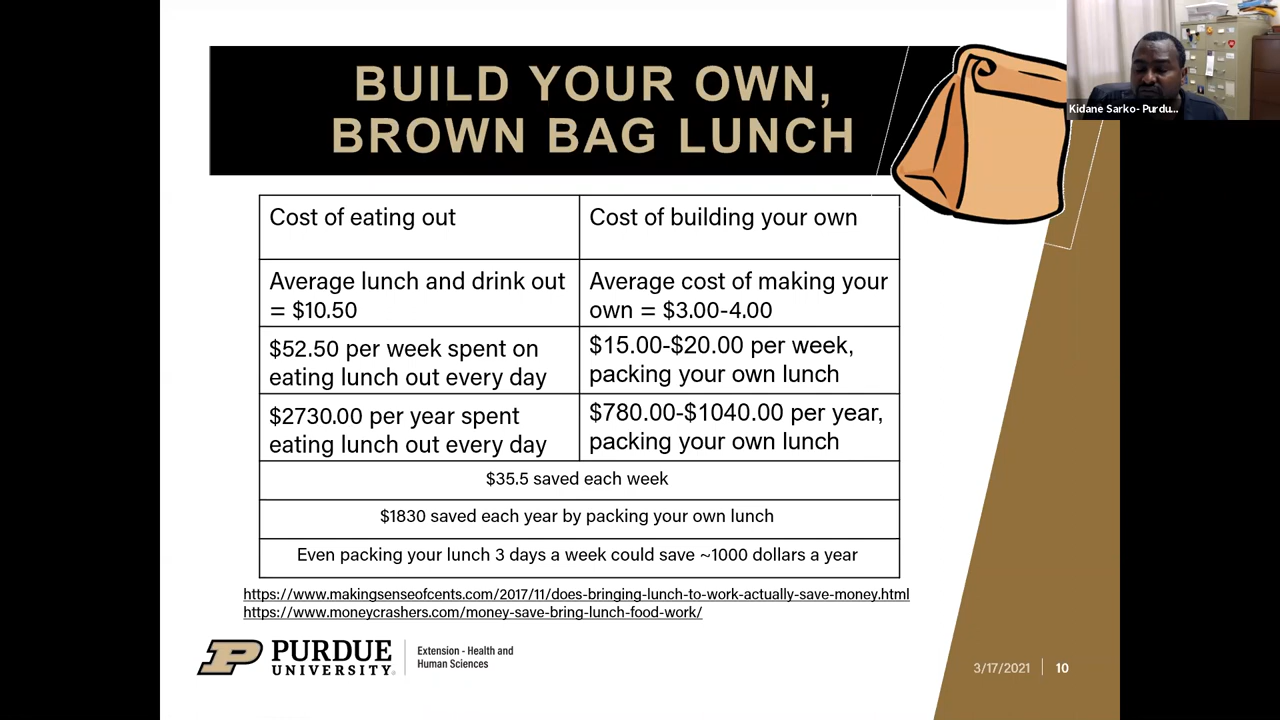 BUILD YOUR OWN,
BROWN BAG LUNCH
Kidane Sarko- Purdu...
Cost of eating out
Cost of building your own
Average lunch and drink out
= $10.50
Average cost of making your
own = $3.00-4.00
$52.50 per week spent on
eating lunch out every day
$15.00-$20.00 per week,
packing your own lunch
$2730.00 per year spent
eating lunch out every day
$780.00-$1040.00 per year,
packing your own lunch
$35.5 saved each week
$1830 saved each year by packing your own lunch
Even packing your lunch 3 days a week could save ~1000 dollars a year
https://www.makingsenseofcents.com/2017/11/does-bringing-lunch-to-work-actually-save-money.html
https://www.moneycrashers.com/money-save-bring-lunch-food-work/
PURDUE
UNIVERSITY®
Extension - Health and
Human Sciences
3/17/2021
10